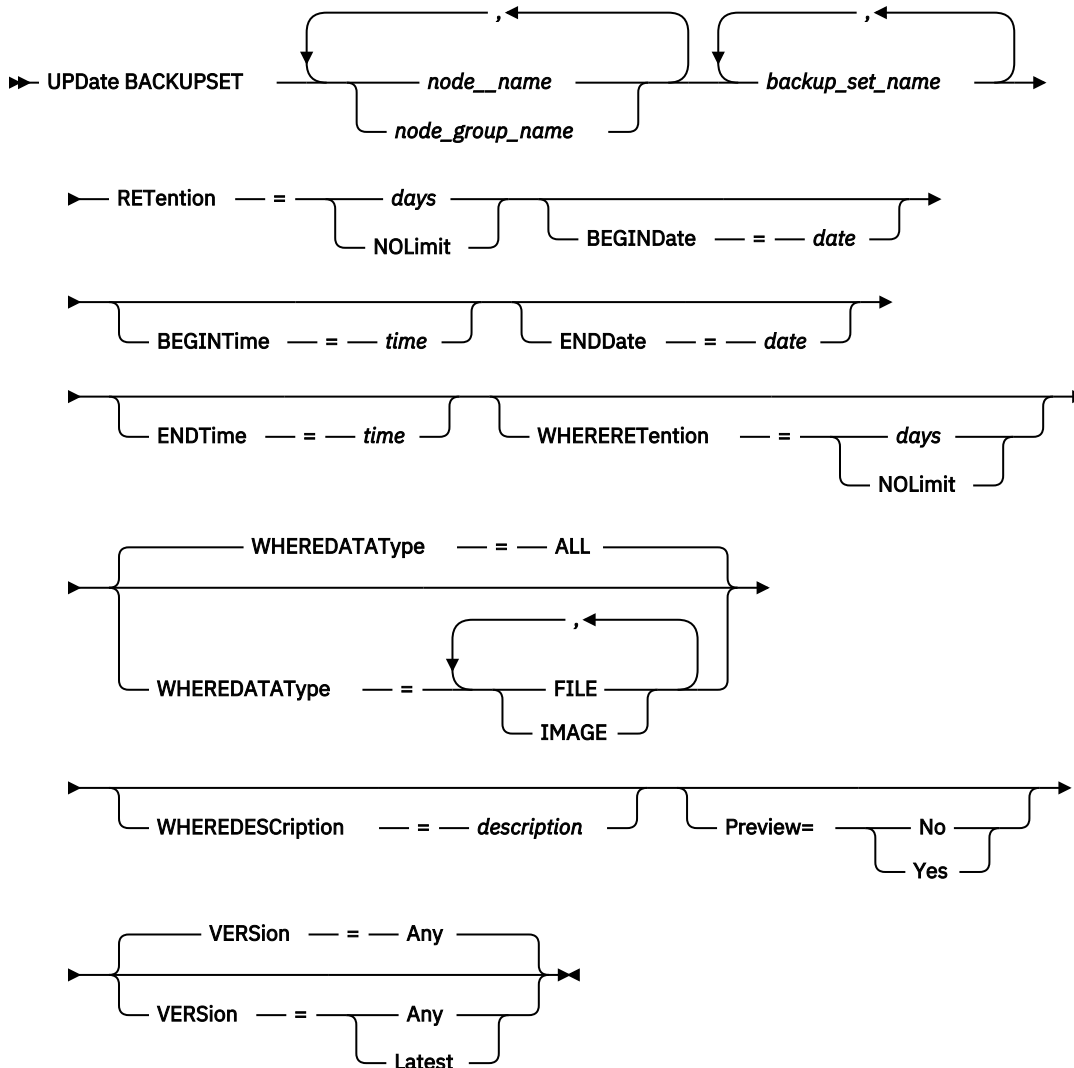 , ,
UPDate BACKUPSET node__name backup_set_name
node_group_name
RETention = days
NOLimit
BEGINDate = date
BEGINTime = time ENDDate = date
ENDTime = time WHERERETention = days
NOLimit
WHEREDATAType = ALL
,
WHEREDATAType = FILE
IMAGE
WHEREDESCription = description Preview= No
Yes
VERSion = Any
VERSion = Any
Latest